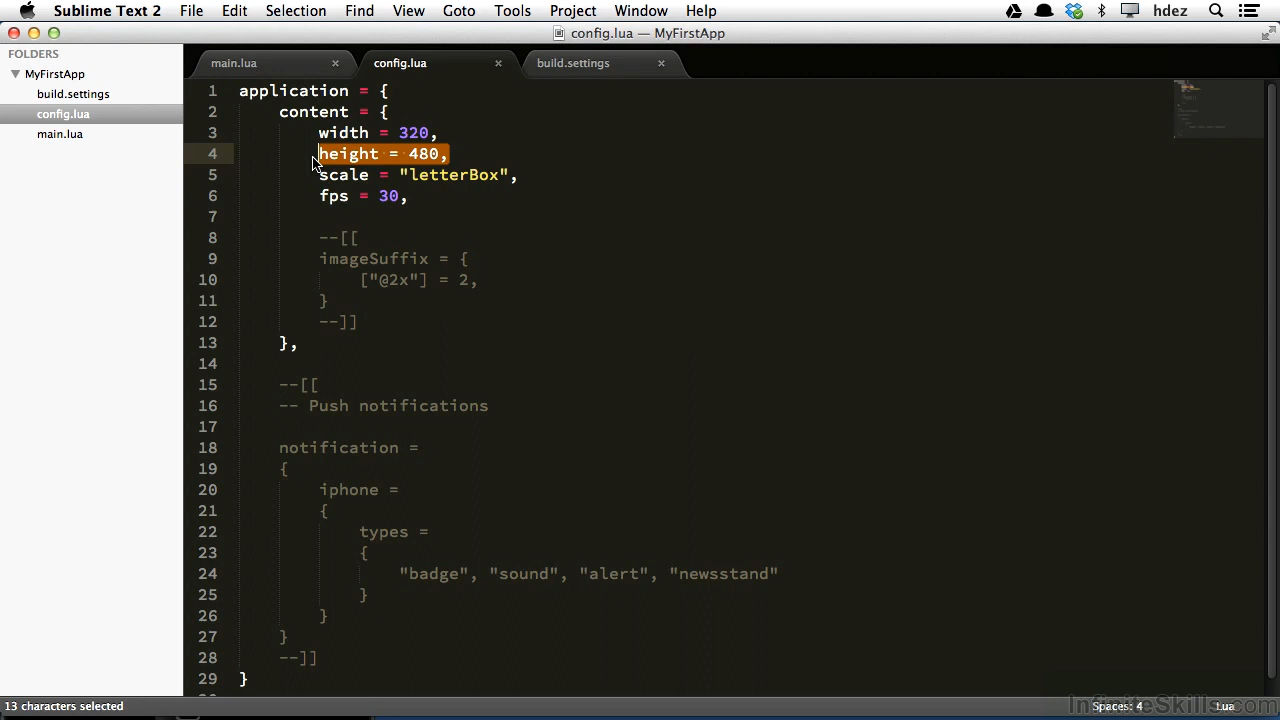 Sublime Text 2 File Edit Selection Find View Goto Tools Project Window Help hdez
config.lua — MyFirstApp
FOLDERS
MyFirstApp
build.settings
config.lua
main.lua
main.lua × config.lua × build.settings ×
1 application = {
2 content = {
3 width = 320,
4 height = 480,
5 scale = "letterBox",
6 fps = 30,
7
8 --[[
9 imageSuffix = {
10 ["@2x"] = 2,
11 }
12 --]]
13 },
14
15 --[[
16 -- Push notifications
17
18 notification =
19 {
20 iphone =
21 {
22 types =
23 {
24 "badge", "sound", "alert", "newsstand"
25 }
26 }
27 }
28 --]]
29 }
13 characters selected Spaces: 4 Lua
InfiniteSkills.com